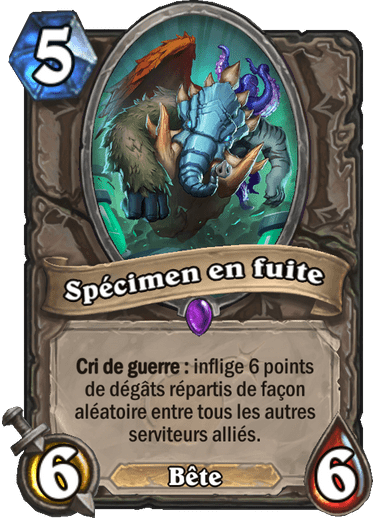 5
Spécimen en fuite
Cri de guerre : inflige 6 points
de dégâts répartis de façon
aléatoire entre tous les autres
serviteurs alliés.
6
Bête
6